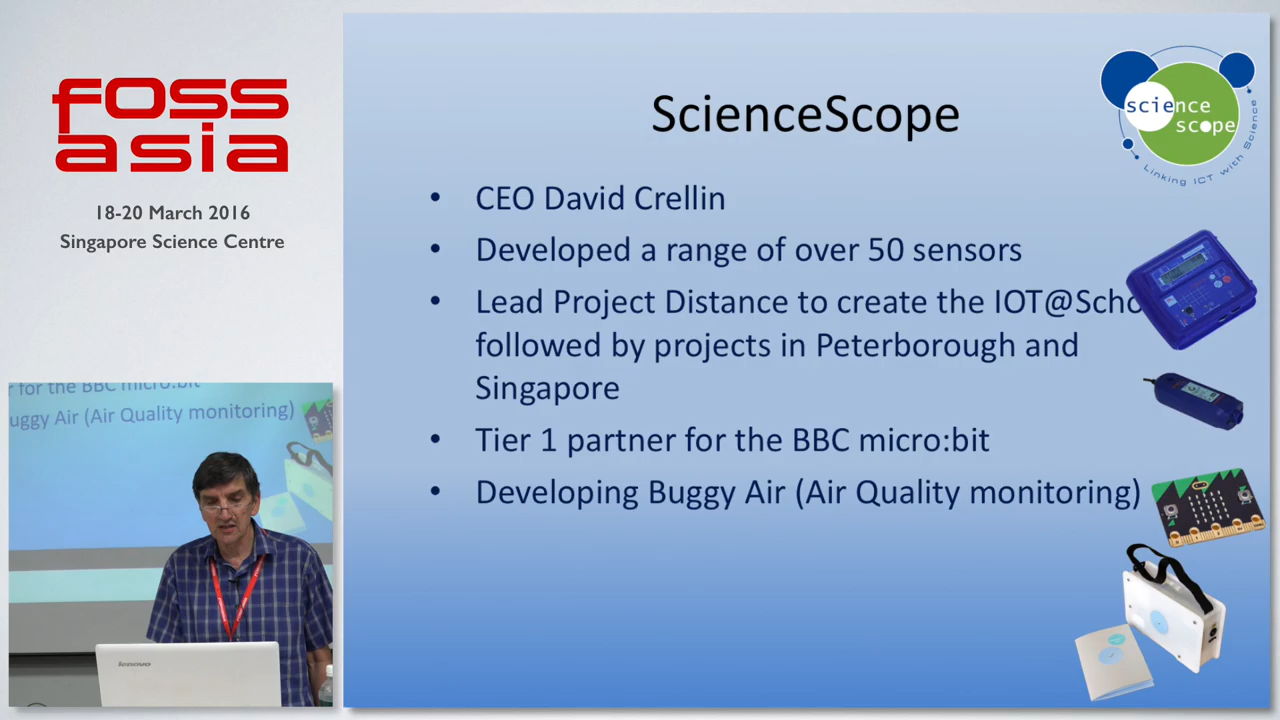 foss
asia
18-20 March 2016
Singapore Science Centre
ScienceScope
science
scope
Linking ICT with Science
• CEO David Crellin
• Developed a range of over 50 sensors
• Lead Project Distance to create the IOT@Scho
followed by projects in Peterborough and
Singapore
• Tier 1 partner for the BBC micro:bit
• Developing Buggy Air (Air Quality monitoring)
r for the BBC micro:bit
uggy Air (Air Quality monitoring)
lenovo